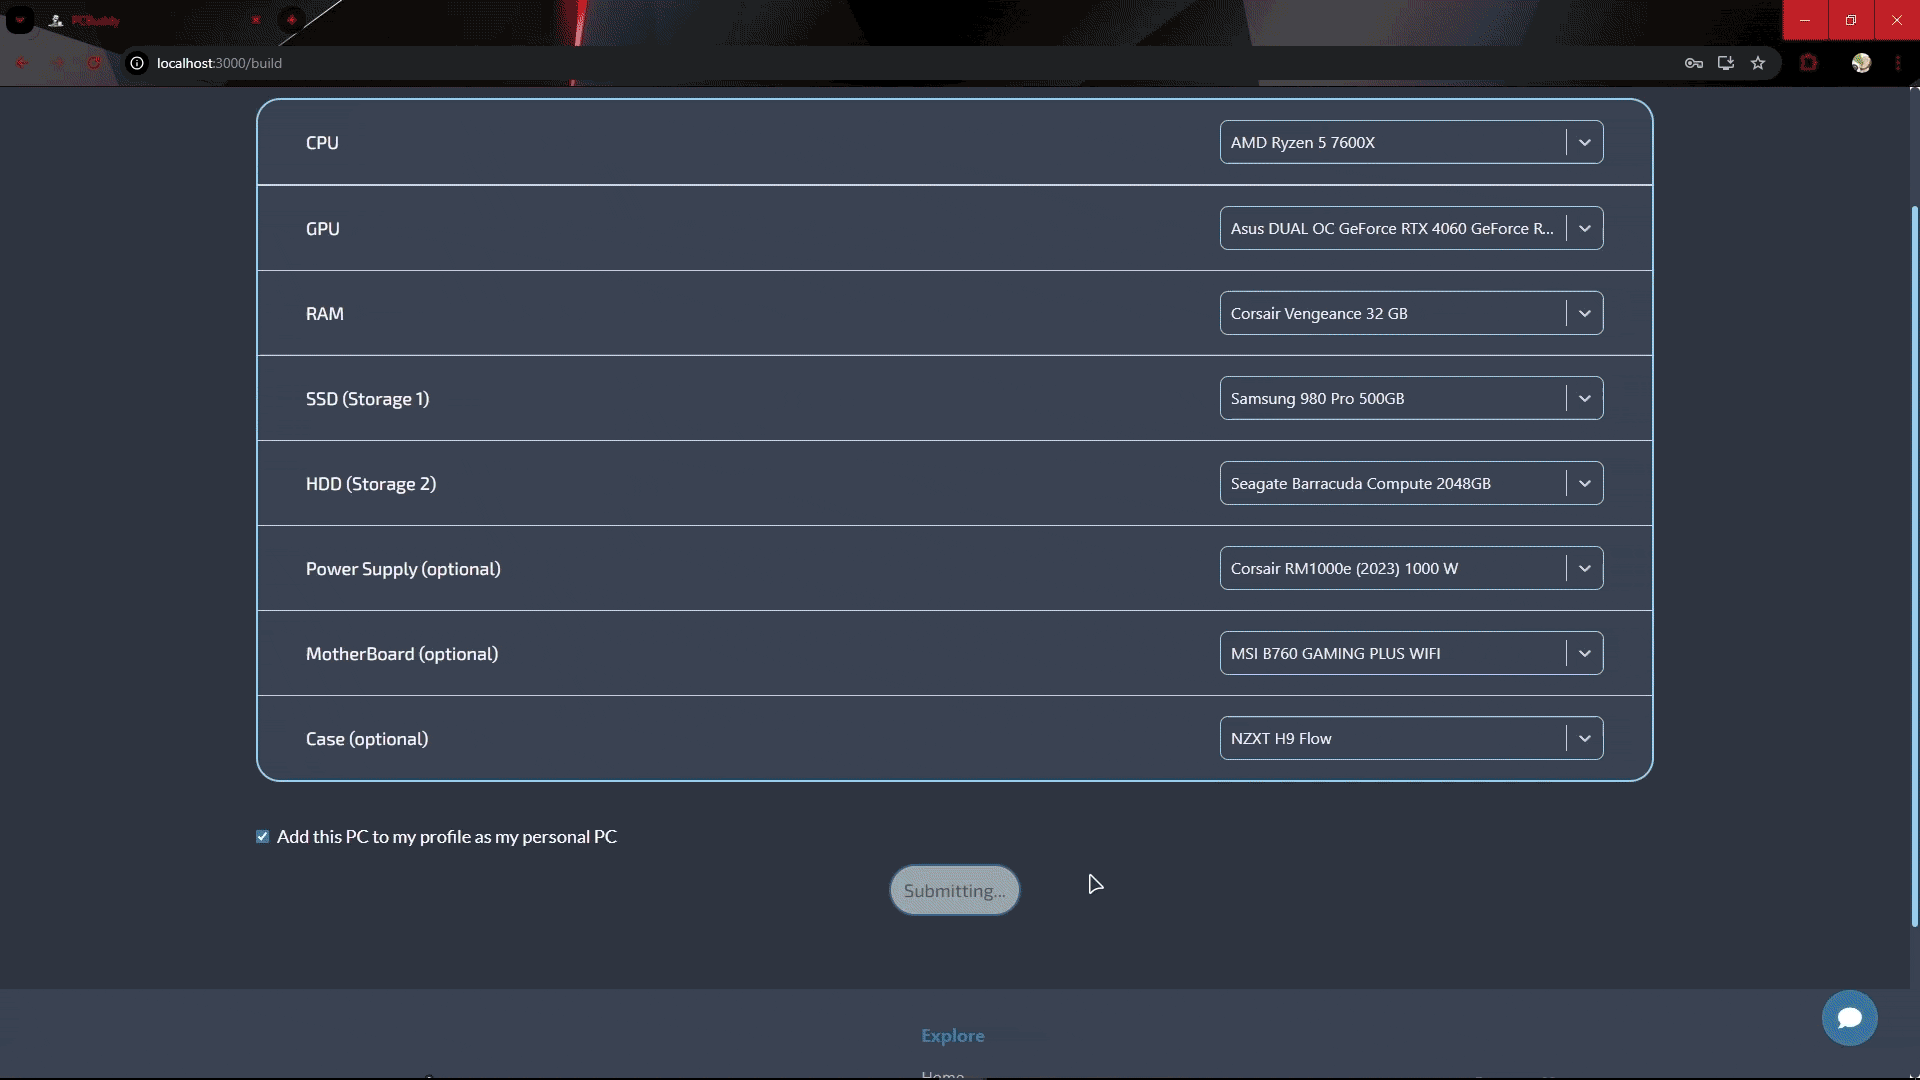 PCBuddy
localhost:3000/build
CPU
AMD Ryzen 5 7600X
GPU
Asus DUAL OC GeForce RTX 4060 GeForce R...
RAM
Corsair Vengeance 32 GB
SSD (Storage 1)
Samsung 980 Pro 500GB
HDD (Storage 2)
Seagate Barracuda Compute 2048GB
Power Supply (optional)
Corsair RM1000e (2023) 1000 W
MotherBoard (optional)
MSI B760 GAMING PLUS WIFI
Case (optional)
NZXT H9 Flow
Add this PC to my profile as my personal PC
Submitting...
Explore
Home